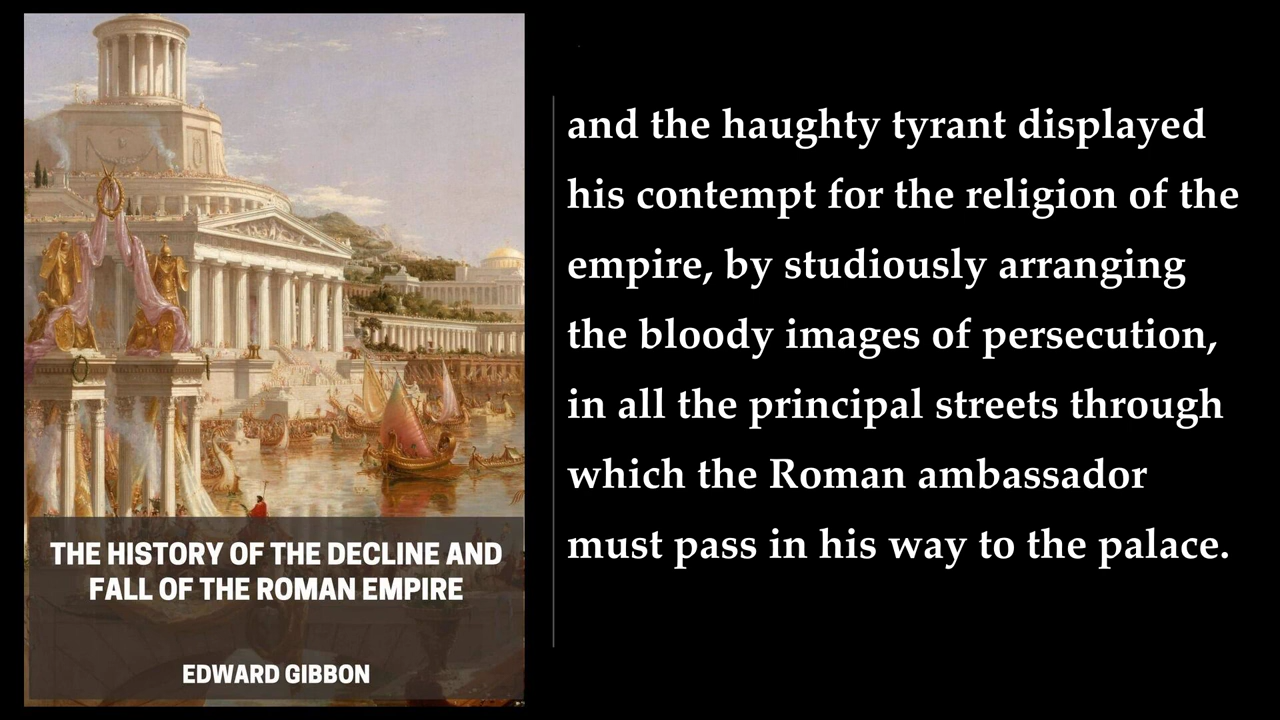 THE HISTORY OF THE DECLINE AND
FALL OF THE ROMAN EMPIRE
EDWARD GIBBON
and the haughty tyrant displayed
his contempt for the religion of the
empire, by studiously arranging
the bloody images of persecution,
in all the principal streets through
which the Roman ambassador
must pass in his way to the palace.